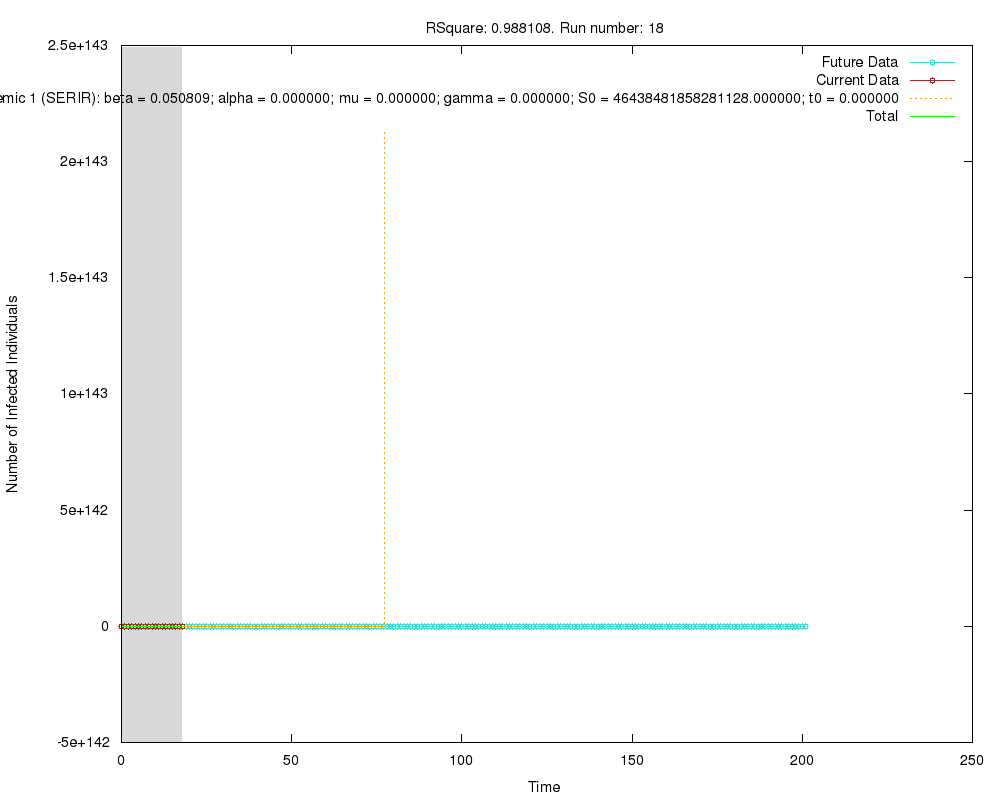 RSquare: 0.988108. Run number: 18
2.5e+143
2e+143
1.5e+143
1e+143
5e+142
0
-5e+142
Number of Infected Individuals
Future Data
Current Data
(SERIR): beta = 0.050809; alpha = 0.000000; mu = 0.000000; gamma = 0.000000; S0 = 46438481858281128.000000; t0 = 0.000000
Total
0 50 100 150 200 250
Time